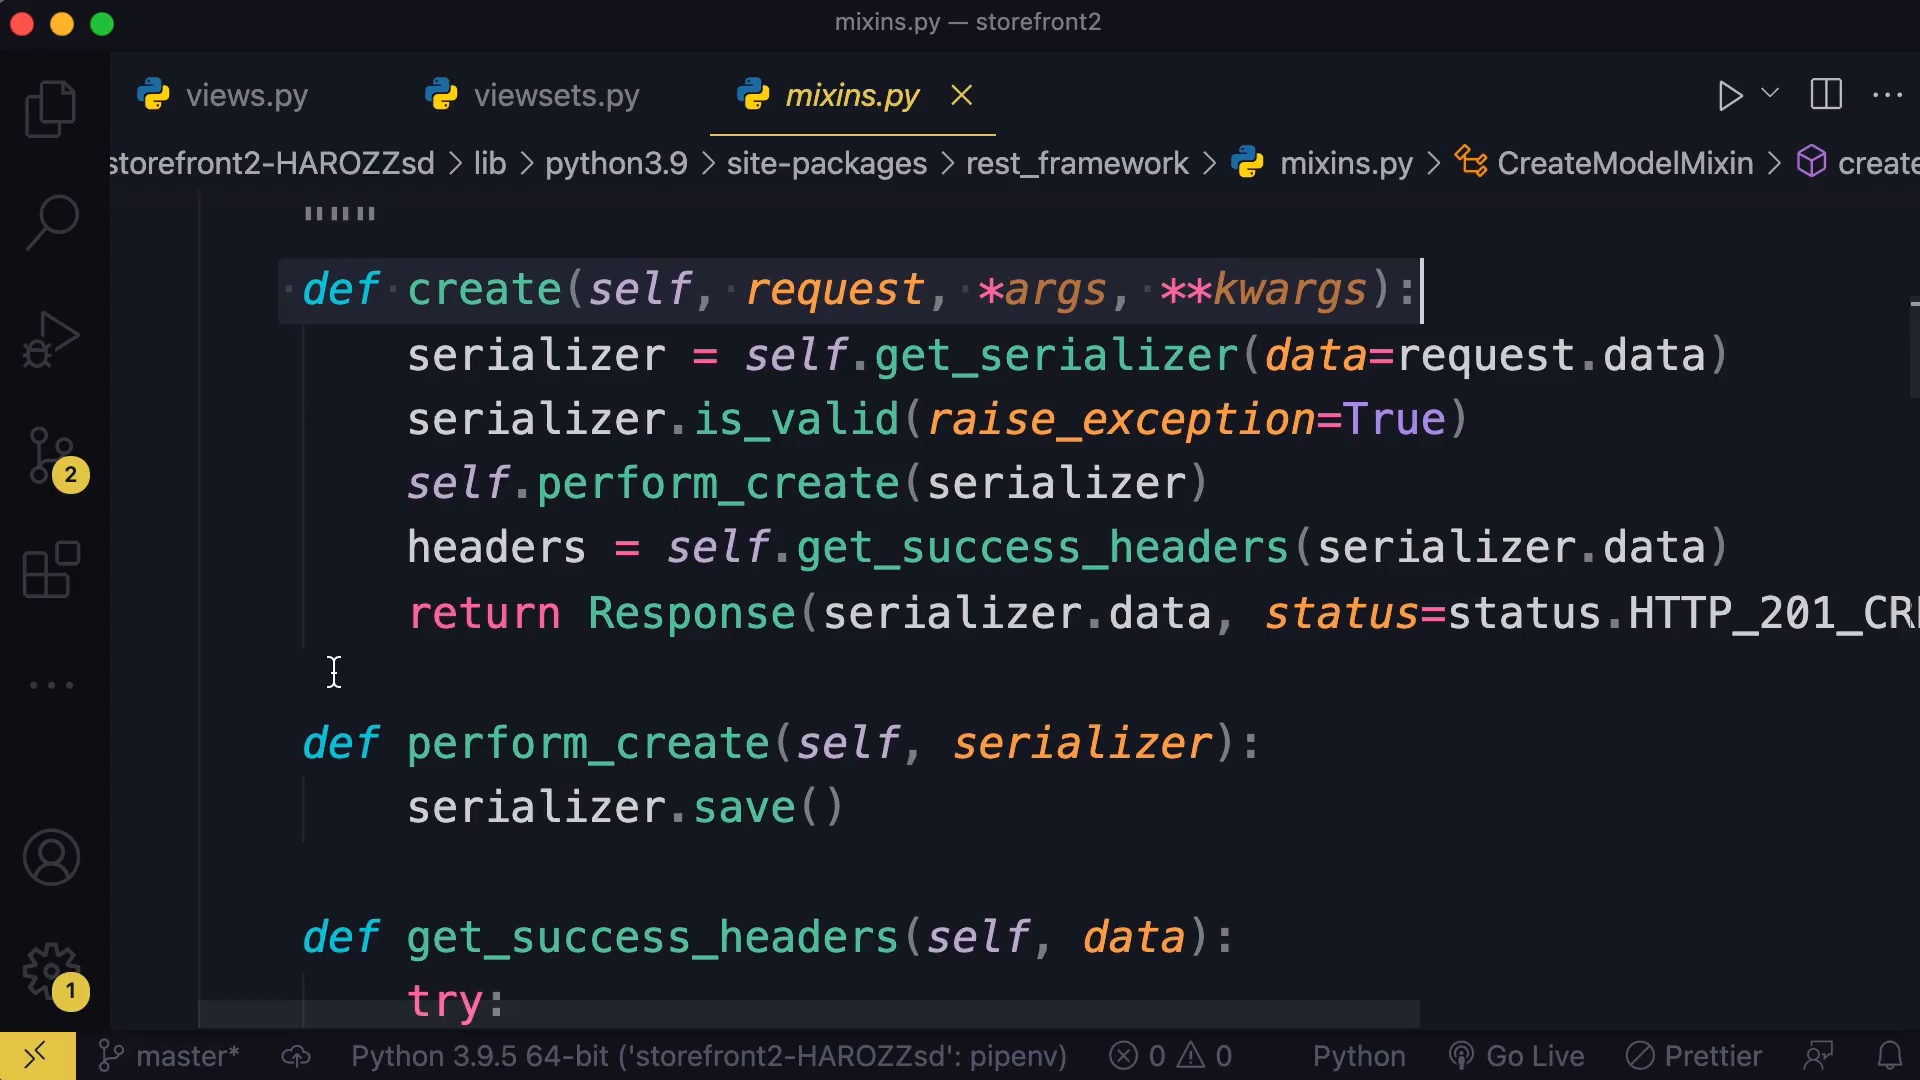 mixins.py — storefront2
views.py viewsets.py mixins.py
storefront2-HAROZZsd > lib > python3.9 > site-packages > rest_framework > mixins.py > CreateModelMixin > create
"""
def create(self, request, *args, **kwargs):
serializer = self.get_serializer(data=request.data)
serializer.is_valid(raise_exception=True)
self.perform_create(serializer)
headers = self.get_success_headers(serializer.data)
return Response(serializer.data, status=status.HTTP_201_CR
def perform_create(self, serializer):
serializer.save()
def get_success_headers(self, data):
try:
2
1
master* Python 3.9.5 64-bit ('storefront2-HAROZZsd': pipenv) 0 0 Python Go Live Prettier